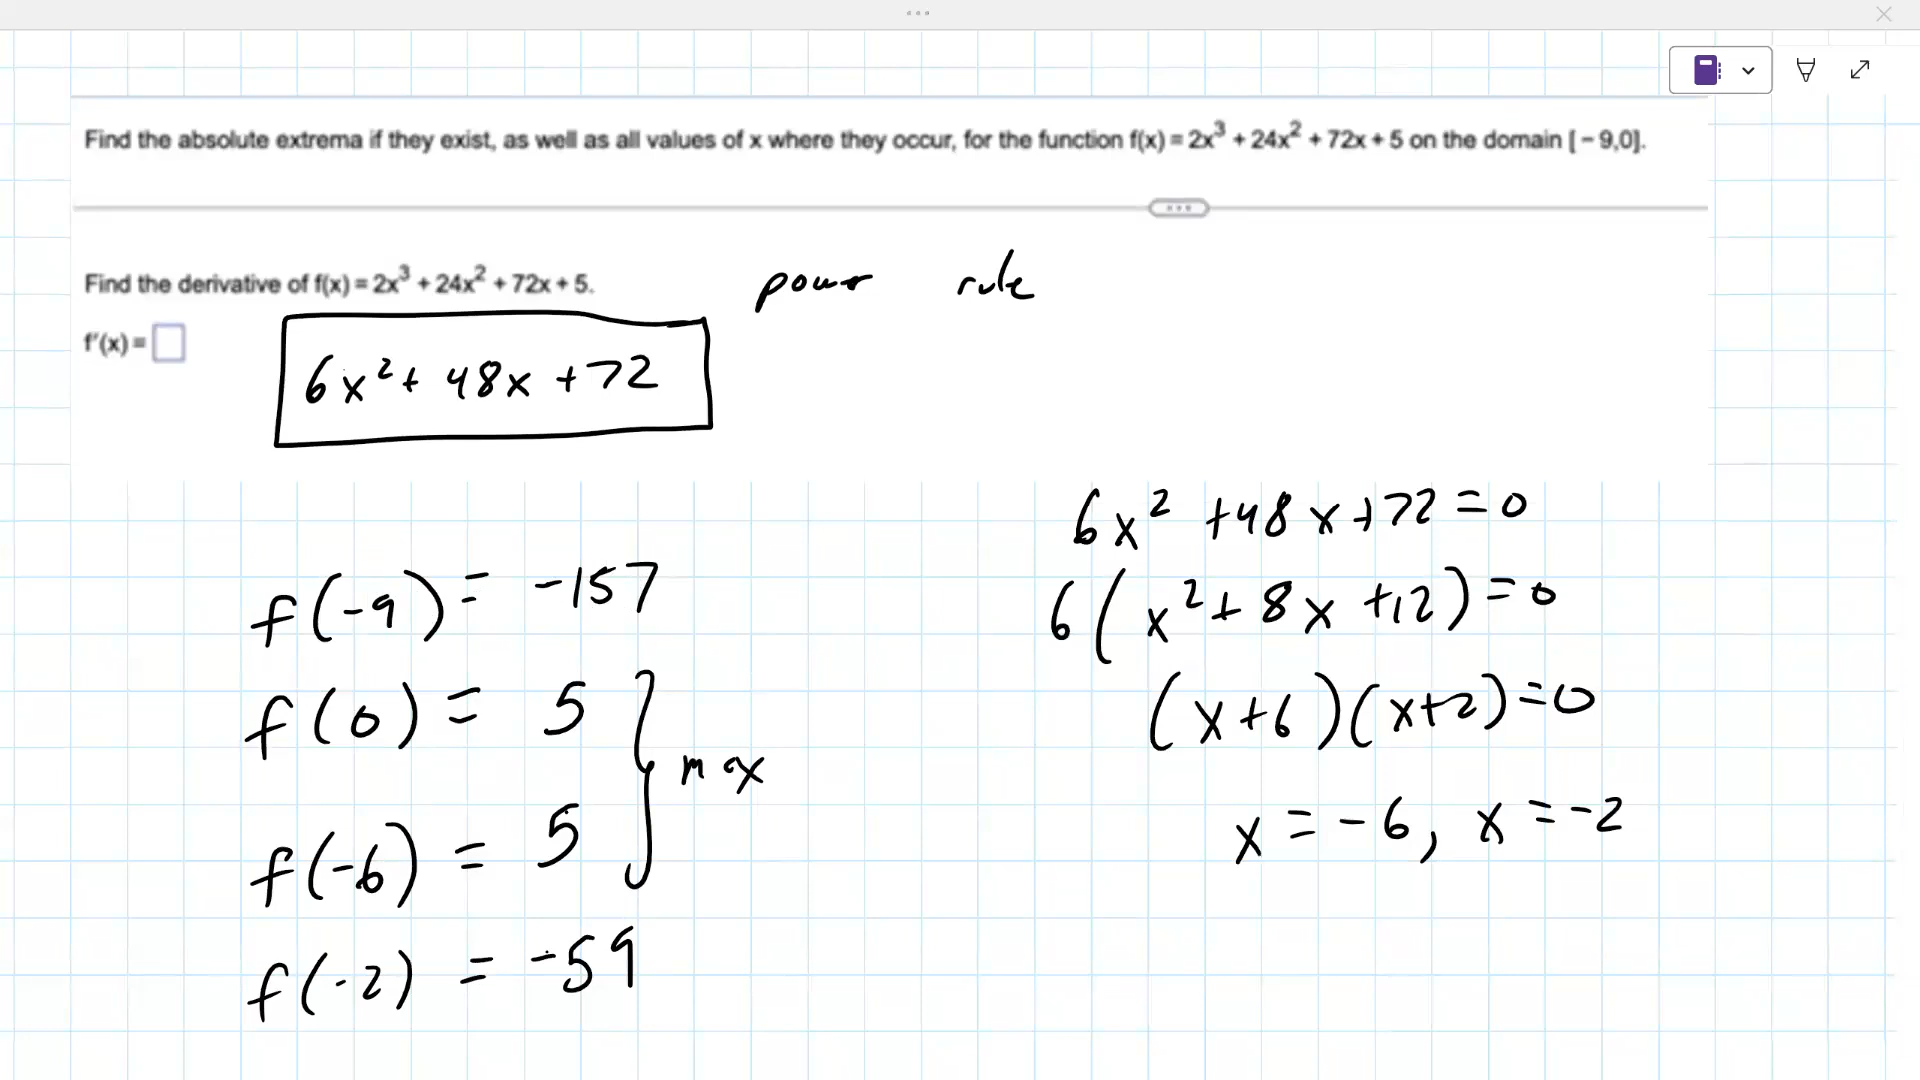 Find the absolute extrema if they exist, as well as all values of x where they occur, for the function f(x) = 2x³ + 24x² + 72x + 5 on the domain [ − 9,0].
Find the derivative of f(x) = 2x³ + 24x² + 72x + 5.
power rule
f′(x) =
6x² + 48x + 72
f(-9) = -157
f(0) = 5
max
f(-6) = 5
f(-2) = -59
6x² + 48x + 72 = 0
6(x² + 8x + 12) = 0
(x+6)(x+2) = 0
x = -6, x = -2